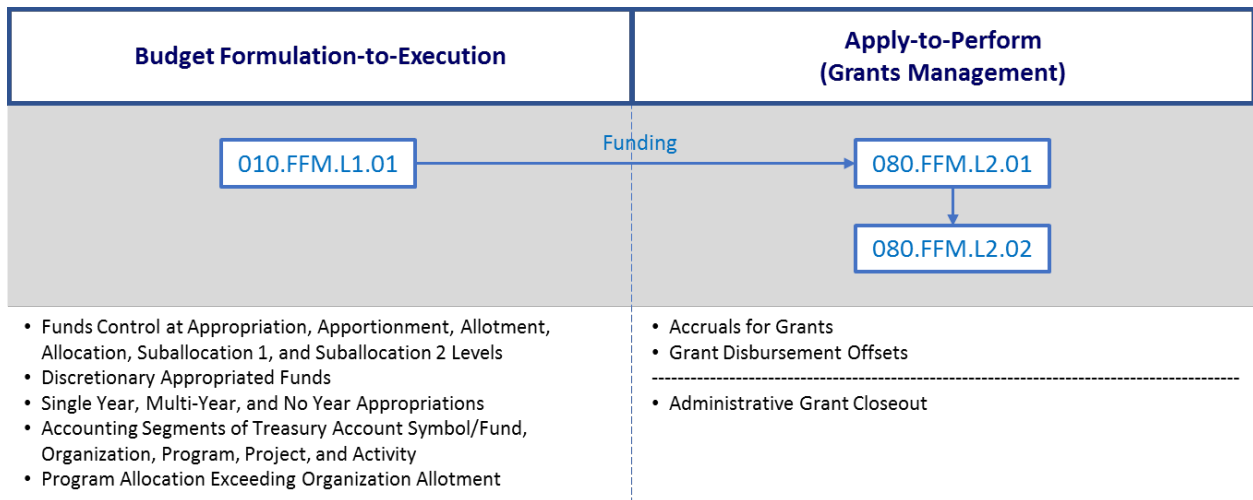 Budget Formulation-to-Execution
Apply-to-Perform
(Grants Management)
010.FFM.L1.01
Funding
080.FFM.L2.01
080.FFM.L2.02
• Funds Control at Appropriation, Apportionment, Allotment,
Allocation, Suballocation 1, and Suballocation 2 Levels
• Discretionary Appropriated Funds
• Single Year, Multi-Year, and No Year Appropriations
• Accounting Segments of Treasury Account Symbol/Fund,
Organization, Program, Project, and Activity
• Program Allocation Exceeding Organization Allotment
• Accruals for Grants
• Grant Disbursement Offsets
• Administrative Grant Closeout